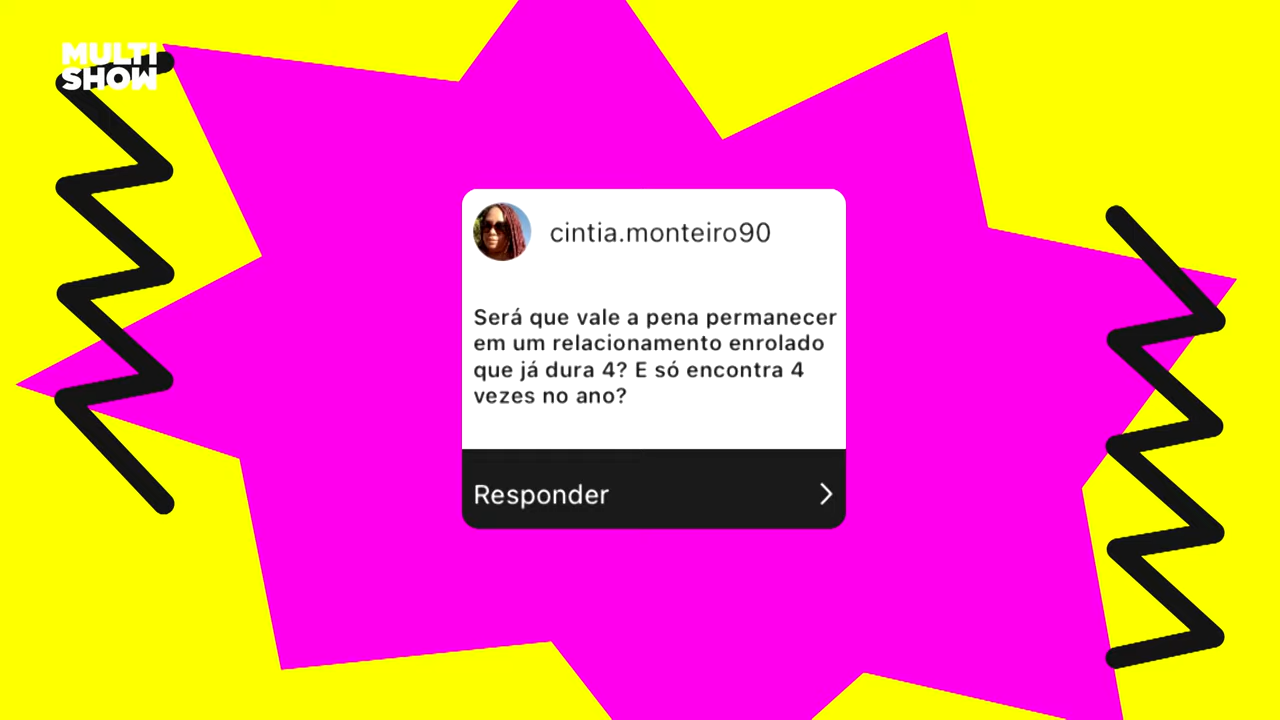 MULTI
SHOW
cintia.monteiro90
Será que vale a pena permanecer
em um relacionamento enrolado
que já dura 4? E só encontra 4
vezes no ano?
Responder